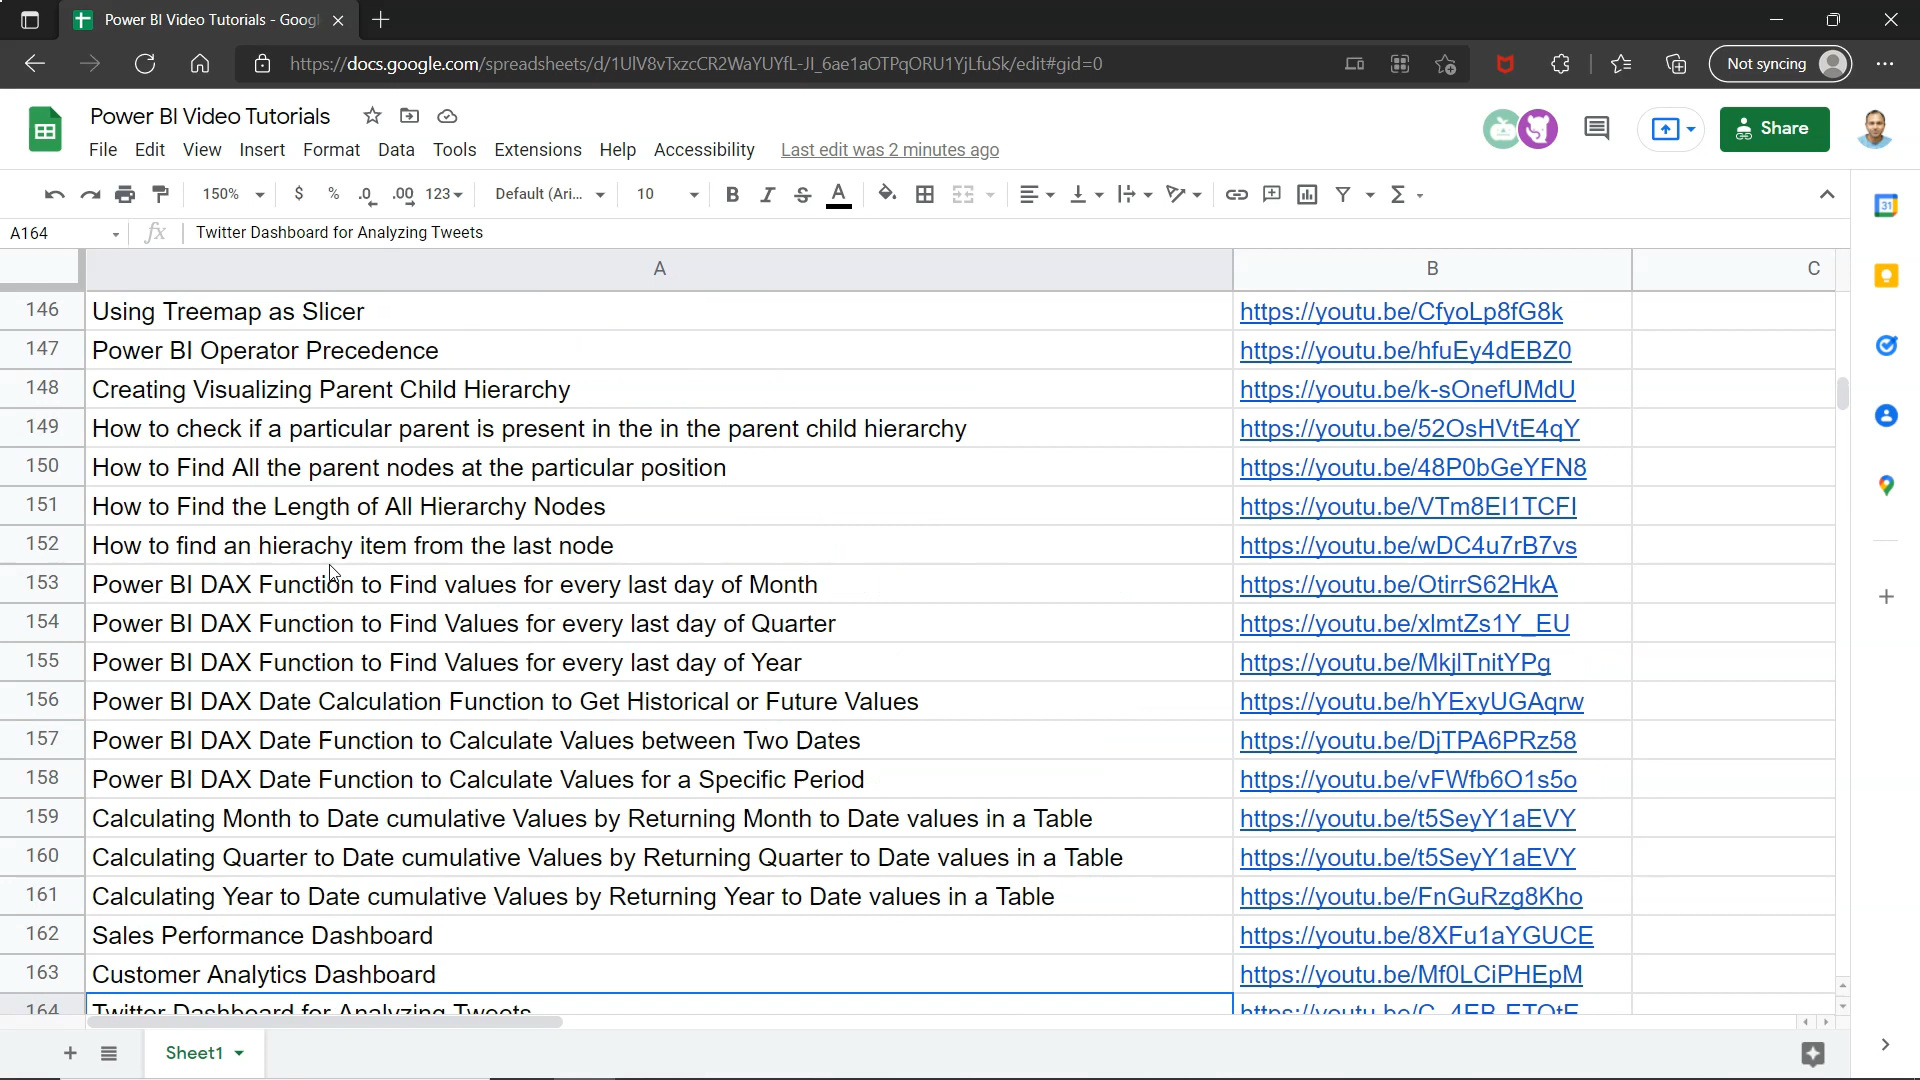 Power BI Video Tutorials - Goog
https://docs.google.com/spreadsheets/d/1UlV8vTxzcCR2WaYUYfL-JI_6ae1aOTPqORU1YjLfuSk/edit#gid=0
Not syncing
Power BI Video Tutorials
Share
File Edit View Insert Format Data Tools Extensions Help Accessibility Last edit was 2 minutes ago
150% $ % .0 .00 123 Default (Ari... 10 B I S A
A164 fx Twitter Dashboard for Analyzing Tweets
A B C
146 Using Treemap as Slicer https://youtu.be/CfyoLp8fG8k
147 Power BI Operator Precedence https://youtu.be/hfuEy4dEBZ0
148 Creating Visualizing Parent Child Hierarchy https://youtu.be/k-sOnefUMdU
149 How to check if a particular parent is present in the in the parent child hierarchy https://youtu.be/52OsHVtE4qY
150 How to Find All the parent nodes at the particular position https://youtu.be/48P0bGeYFN8
151 How to Find the Length of All Hierarchy Nodes https://youtu.be/VTm8EI1TCFI
152 How to find an hierachy item from the last node https://youtu.be/wDC4u7rB7vs
153 Power BI DAX Function to Find values for every last day of Month https://youtu.be/OtirrS62HkA
154 Power BI DAX Function to Find Values for every last day of Quarter https://youtu.be/xlmtZs1Y_EU
155 Power BI DAX Function to Find Values for every last day of Year https://youtu.be/MkjlTnitYPg
156 Power BI DAX Date Calculation Function to Get Historical or Future Values https://youtu.be/hYExyUGAqrw
157 Power BI DAX Date Function to Calculate Values between Two Dates https://youtu.be/DjTPA6PRz58
158 Power BI DAX Date Function to Calculate Values for a Specific Period https://youtu.be/vFWfb6O1s5o
159 Calculating Month to Date cumulative Values by Returning Month to Date values in a Table https://youtu.be/t5SeyY1aEVY
160 Calculating Quarter to Date cumulative Values by Returning Quarter to Date values in a Table https://youtu.be/t5SeyY1aEVY
161 Calculating Year to Date cumulative Values by Returning Year to Date values in a Table https://youtu.be/FnGuRzg8Kho
162 Sales Performance Dashboard https://youtu.be/8XFu1aYGUCE
163 Customer Analytics Dashboard https://youtu.be/Mf0LCiPHEpM
164 Twitter Dashboard for Analyzing Tweets
Sheet1